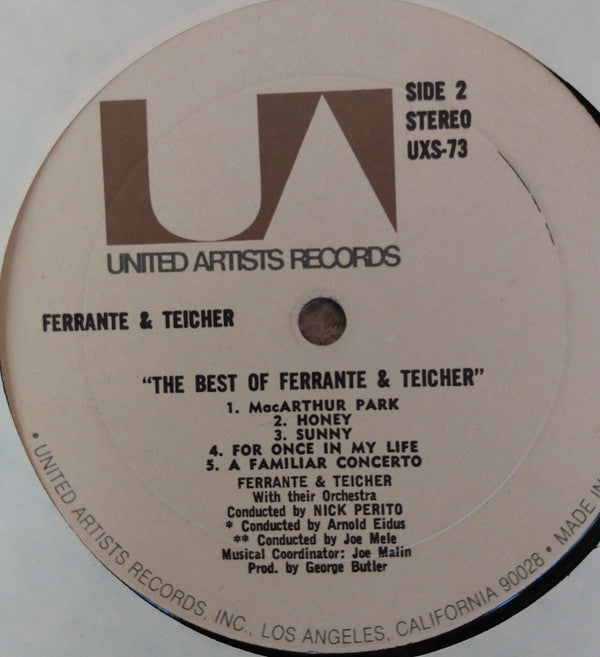 UA
SIDE 2
STEREO
UXS-73
UNITED ARTISTS RECORDS
FERRANTE & TEICHER
"THE BEST OF FERRANTE & TEICHER"
1. MacARTHUR PARK
2. HONEY
3. SUNNY
4. FOR ONCE IN MY LIFE
5. A FAMILIAR CONCERTO
FERRANTE & TEICHER
With their Orchestra
Conducted by NICK PERITO
* Conducted by Arnold Eidus
** Conducted by Joe Mele
Musical Coordinator: Joe Malin
Prod. by George Butler
• UNITED ARTISTS RECORDS, INC., LOS ANGELES, CALIFORNIA 90028 • MADE IN